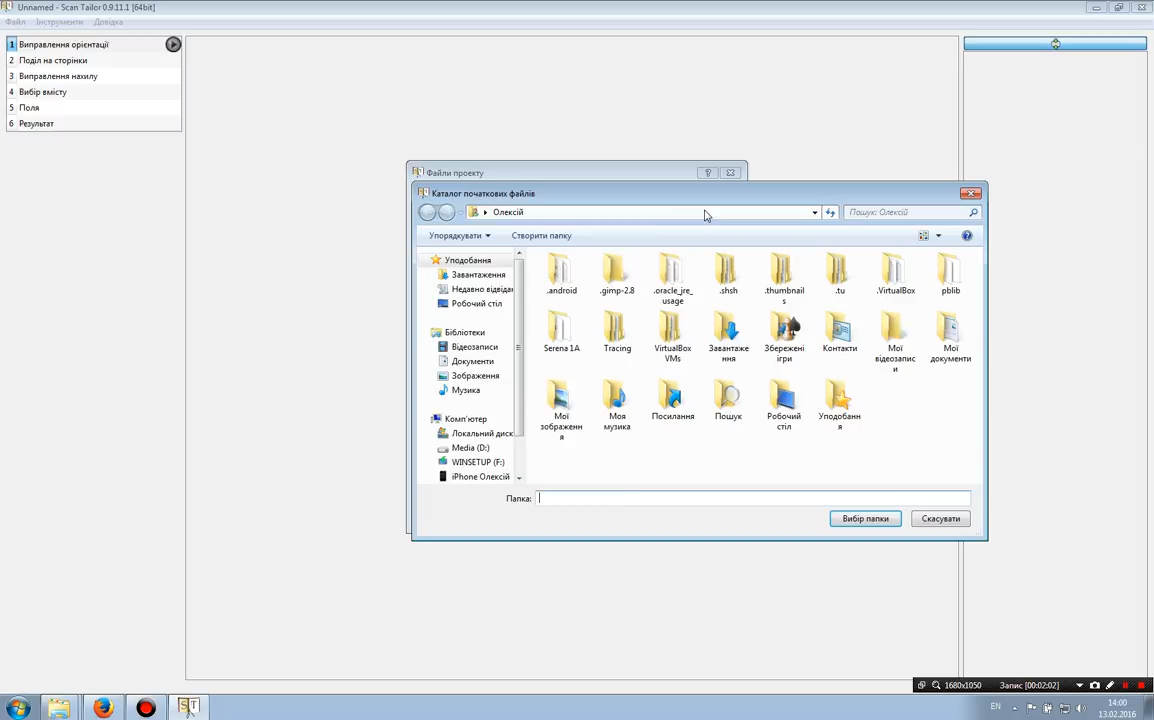 Unnamed - Scan Tailor 0.9.11.1 [64bit]
Файл Інструменти Довідка
1 Виправлення орієнтації
2 Поділ на сторінки
3 Виправлення нахилу
4 Вибір вмісту
5 Поля
6 Результат
Файли проекту
Каталог початкових файлів
Олексій
Пошук: Олексій
Упорядкувати
Створити папку
Уподобання
Завантаження
Недавно відвідан
Робочий стіл
Бібліотеки
Відеозаписи
Документи
Зображення
Музика
Комп'ютер
Локальний диск
Media (D:)
WINSETUP (F:)
iPhone Олексій
.android
.gimp-2.8
.oracle_jre_
usage
.shsh
.thumbnail
s
.tu
.VirtualBox
pblib
Serena 1A
Tracing
VirtualBox
VMs
Завантаже
ння
Збережені
ігри
Контакти
Мої
відеозапис
и
Мої
документи
Мої
зображенн
я
Моя
музика
Посилання
Пошук
Робочий
стіл
Уподобанн
я
Папка:
Вибір папки
Скасувати
1680x1050
Запис [00:02:02]
ST
EN
14:00
13.02.2016